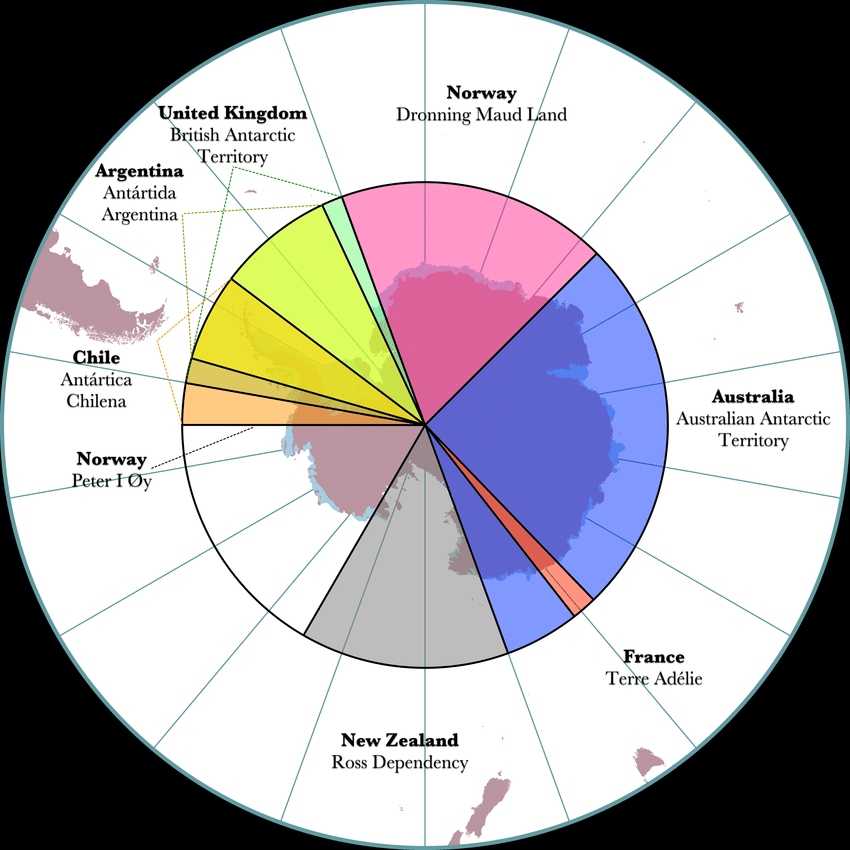 Norway
Dronning Maud Land
United Kingdom
British Antarctic
Territory
Argentina
Antártida
Argentina
Chile
Antártica
Chilena
Australia
Australian Antarctic
Territory
Norway
Peter I Øy
France
Terre Adélie
New Zealand
Ross Dependency